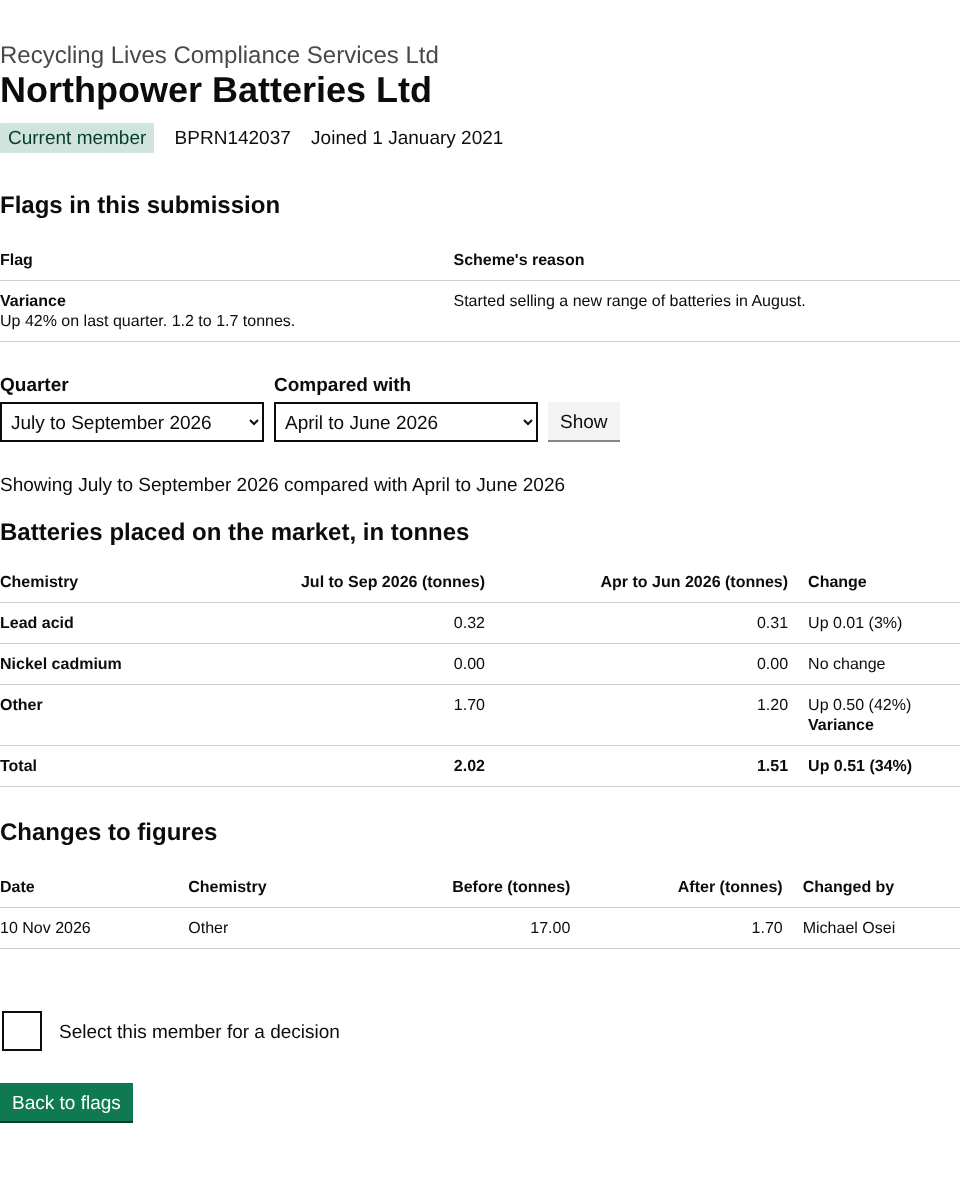 Recycling Lives Compliance Services Ltd
Northpower Batteries Ltd
Current member BPRN142037 Joined 1 January 2021
Flags in this submission
Flag Scheme's reason
Variance Started selling a new range of batteries in August.
Up 42% on last quarter. 1.2 to 1.7 tonnes.
Quarter Compared with
July to September 2026 April to June 2026 Show
Showing July to September 2026 compared with April to June 2026
Batteries placed on the market, in tonnes
Chemistry Jul to Sep 2026 (tonnes) Apr to Jun 2026 (tonnes) Change
Lead acid 0.32 0.31 Up 0.01 (3%)
Nickel cadmium 0.00 0.00 No change
Other 1.70 1.20 Up 0.50 (42%)
Variance
Total 2.02 1.51 Up 0.51 (34%)
Changes to figures
Date Chemistry Before (tonnes) After (tonnes) Changed by
10 Nov 2026 Other 17.00 1.70 Michael Osei
Select this member for a decision
Back to flags